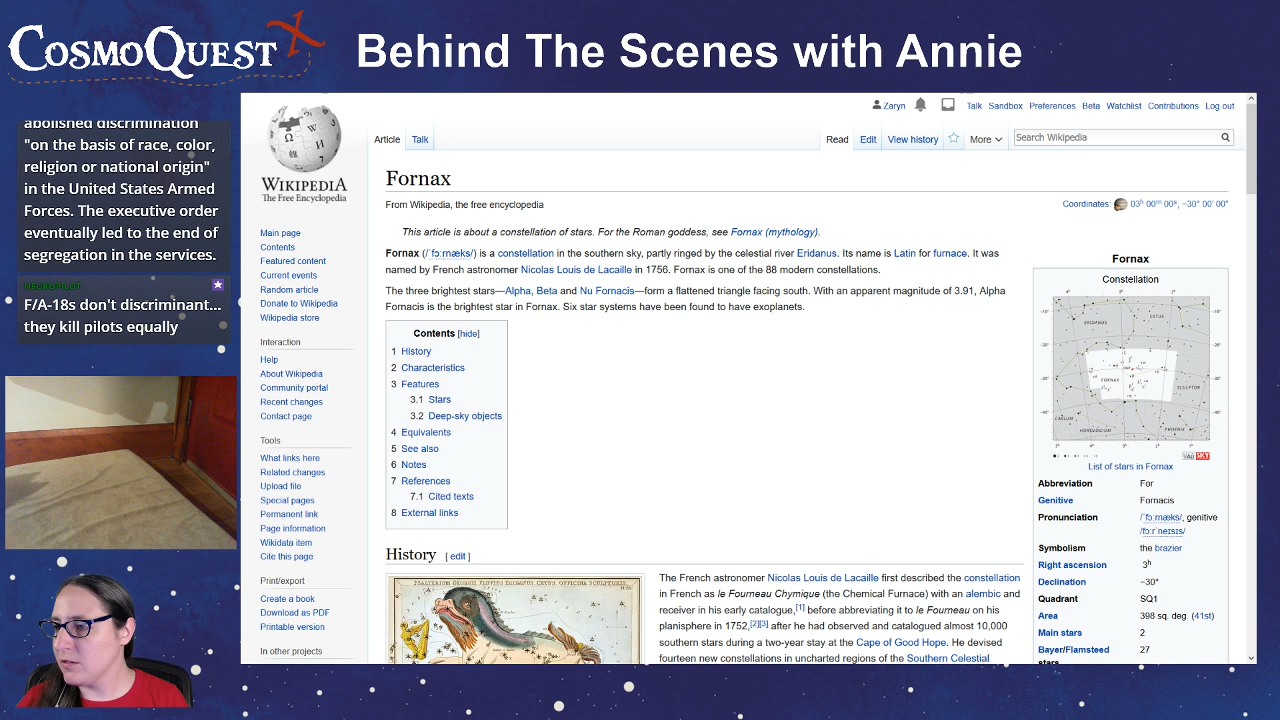 COSMOQUEST X
Behind The Scenes with Annie
abolished discrimination
"on the basis of race, color,
religion or national origin"
in the United States Armed
Forces. The executive order
eventually led to the end of
segregation in the services.
F/A-18s don't discriminate...
they kill pilots equally
WIKIPEDIA
The Free Encyclopedia
Main page
Contents
Featured content
Current events
Random article
Donate to Wikipedia
Wikipedia store
Interaction
Help
About Wikipedia
Community portal
Recent changes
Contact page
Tools
What links here
Related changes
Upload file
Special pages
Permanent link
Page information
Wikidata item
Cite this page
Print/export
Create a book
Download as PDF
Printable version
In other projects
Zaryn Talk Sandbox Preferences Beta Watchlist Contributions Log out
Article Talk Read Edit View history More Search Wikipedia
Fornax
From Wikipedia, the free encyclopedia
Coordinates: 03h 00m 00s, −30° 00′ 00″
This article is about a constellation of stars. For the Roman goddess, see Fornax (mythology).
Fornax (/ˈfɔːrnæks/) is a constellation in the southern sky, partly ringed by the celestial river Eridanus. Its name is Latin for furnace. It was
named by French astronomer Nicolas Louis de Lacaille in 1756. Fornax is one of the 88 modern constellations.
The three brightest stars—Alpha, Beta and Nu Fornacis—form a flattened triangle facing south. With an apparent magnitude of 3.91, Alpha
Fornacis is the brightest star in Fornax. Six star systems have been found to have exoplanets.
Contents [hide]
1 History
2 Characteristics
3 Features
3.1 Stars
3.2 Deep-sky objects
4 Equivalents
5 See also
6 Notes
7 References
7.1 Cited texts
8 External links
History [ edit ]
The French astronomer Nicolas Louis de Lacaille first described the constellation
in French as le Fourneau Chymique (the Chemical Furnace) with an alembic and
receiver in his early catalogue,[1] before abbreviating it to le Fourneau on his
planisphere in 1752,[2][3] after he had observed and catalogued almost 10,000
southern stars during a two-year stay at the Cape of Good Hope. He devised
fourteen new constellations in uncharted regions of the Southern Celestial
Fornax
Constellation
ERIDANUS
CETUS
FORNAX
SCULPTOR
CAELUM
HOROLOGIUM
PHOENIX
List of stars in Fornax
Abbreviation For
Genitive Fornacis
Pronunciation /ˈfɔːrnæks/, genitive
/fɔːrˈneɪsɪs/
Symbolism the brazier
Right ascension 3h
Declination −30°
Quadrant SQ1
Area 398 sq. deg. (41st)
Main stars 2
Bayer/Flamsteed 27
stars